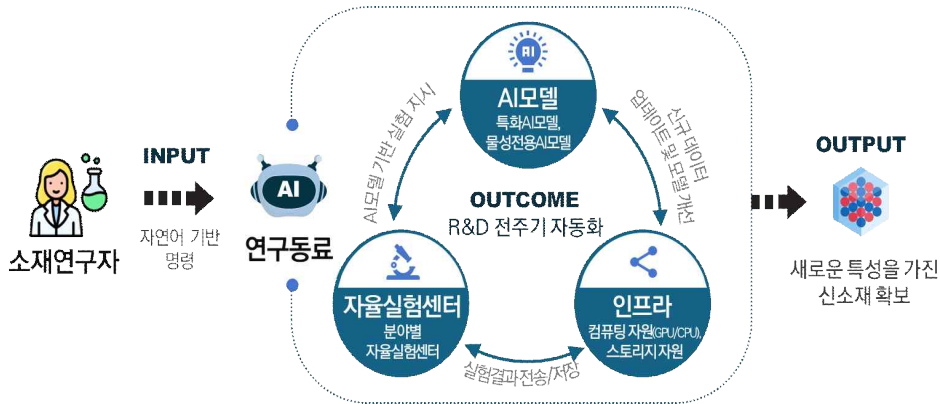 소재연구자
INPUT
자연어 기반
명령
AI
연구동료
AI
AI모델
특화AI모델,
물성전용AI모델
AI모델 기반 실험 지시
신규 데이터
업데이트 및 모델 개선
OUTCOME
R&D 전주기 자동화
자율실험센터
분야별
자율실험센터
인프라
컴퓨팅 자원(GPU/CPU),
스토리지 자원
실험결과 전송/저장
OUTPUT
새로운 특성을 가진
신소재 확보